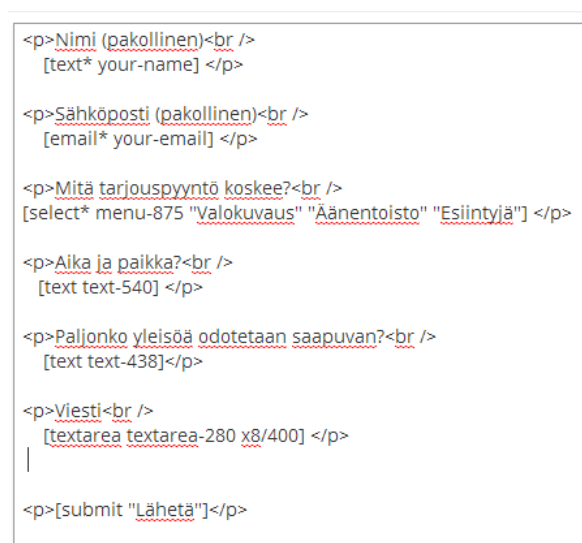 <p>Nimi (pakollinen)<br />
[text* your-name] </p>
<p>Sähköposti (pakollinen)<br />
[email* your-email] </p>
<p>Mitä tarjouspyyntö koskee?<br />
[select* menu-875 "Valokuvaus" "Äänentoisto" "Esiintyjä"] </p>
<p>Aika ja paikka?<br />
[text text-540] </p>
<p>Paljonko yleisöä odotetaan saapuvan?<br />
[text text-438]</p>
<p>Viesti<br />
[textarea textarea-280 x8/400] </p>
<p>[submit "Lähetä"]</p>